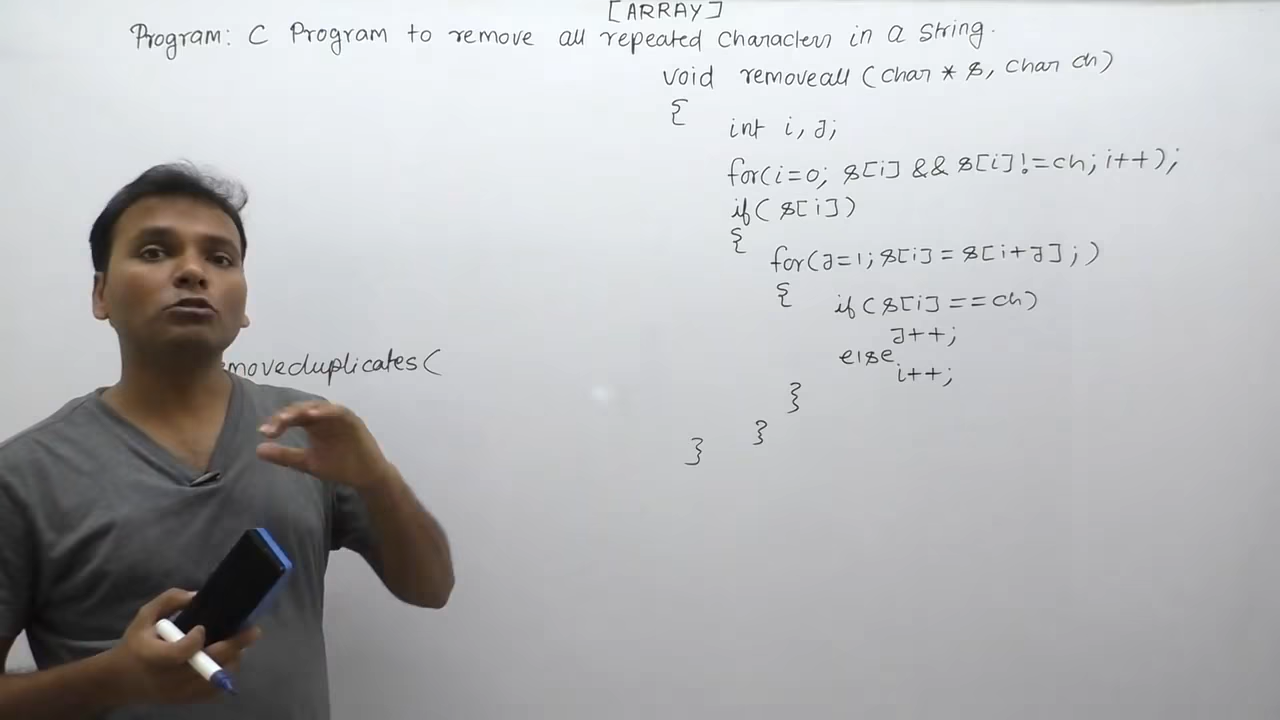 [ARRAY]
Program: C Program to remove all repeated characters in a string.
void removeall (char * s, char ch)
{
int i, J;
for(i=0; s[i] && s[i]!=ch; i++);
if( s[i])
{
for(J=1; s[i] = s[i+J]; )
{
if( s[i] == ch)
J++;
else
i++;
}
}
}
moveduplicates (